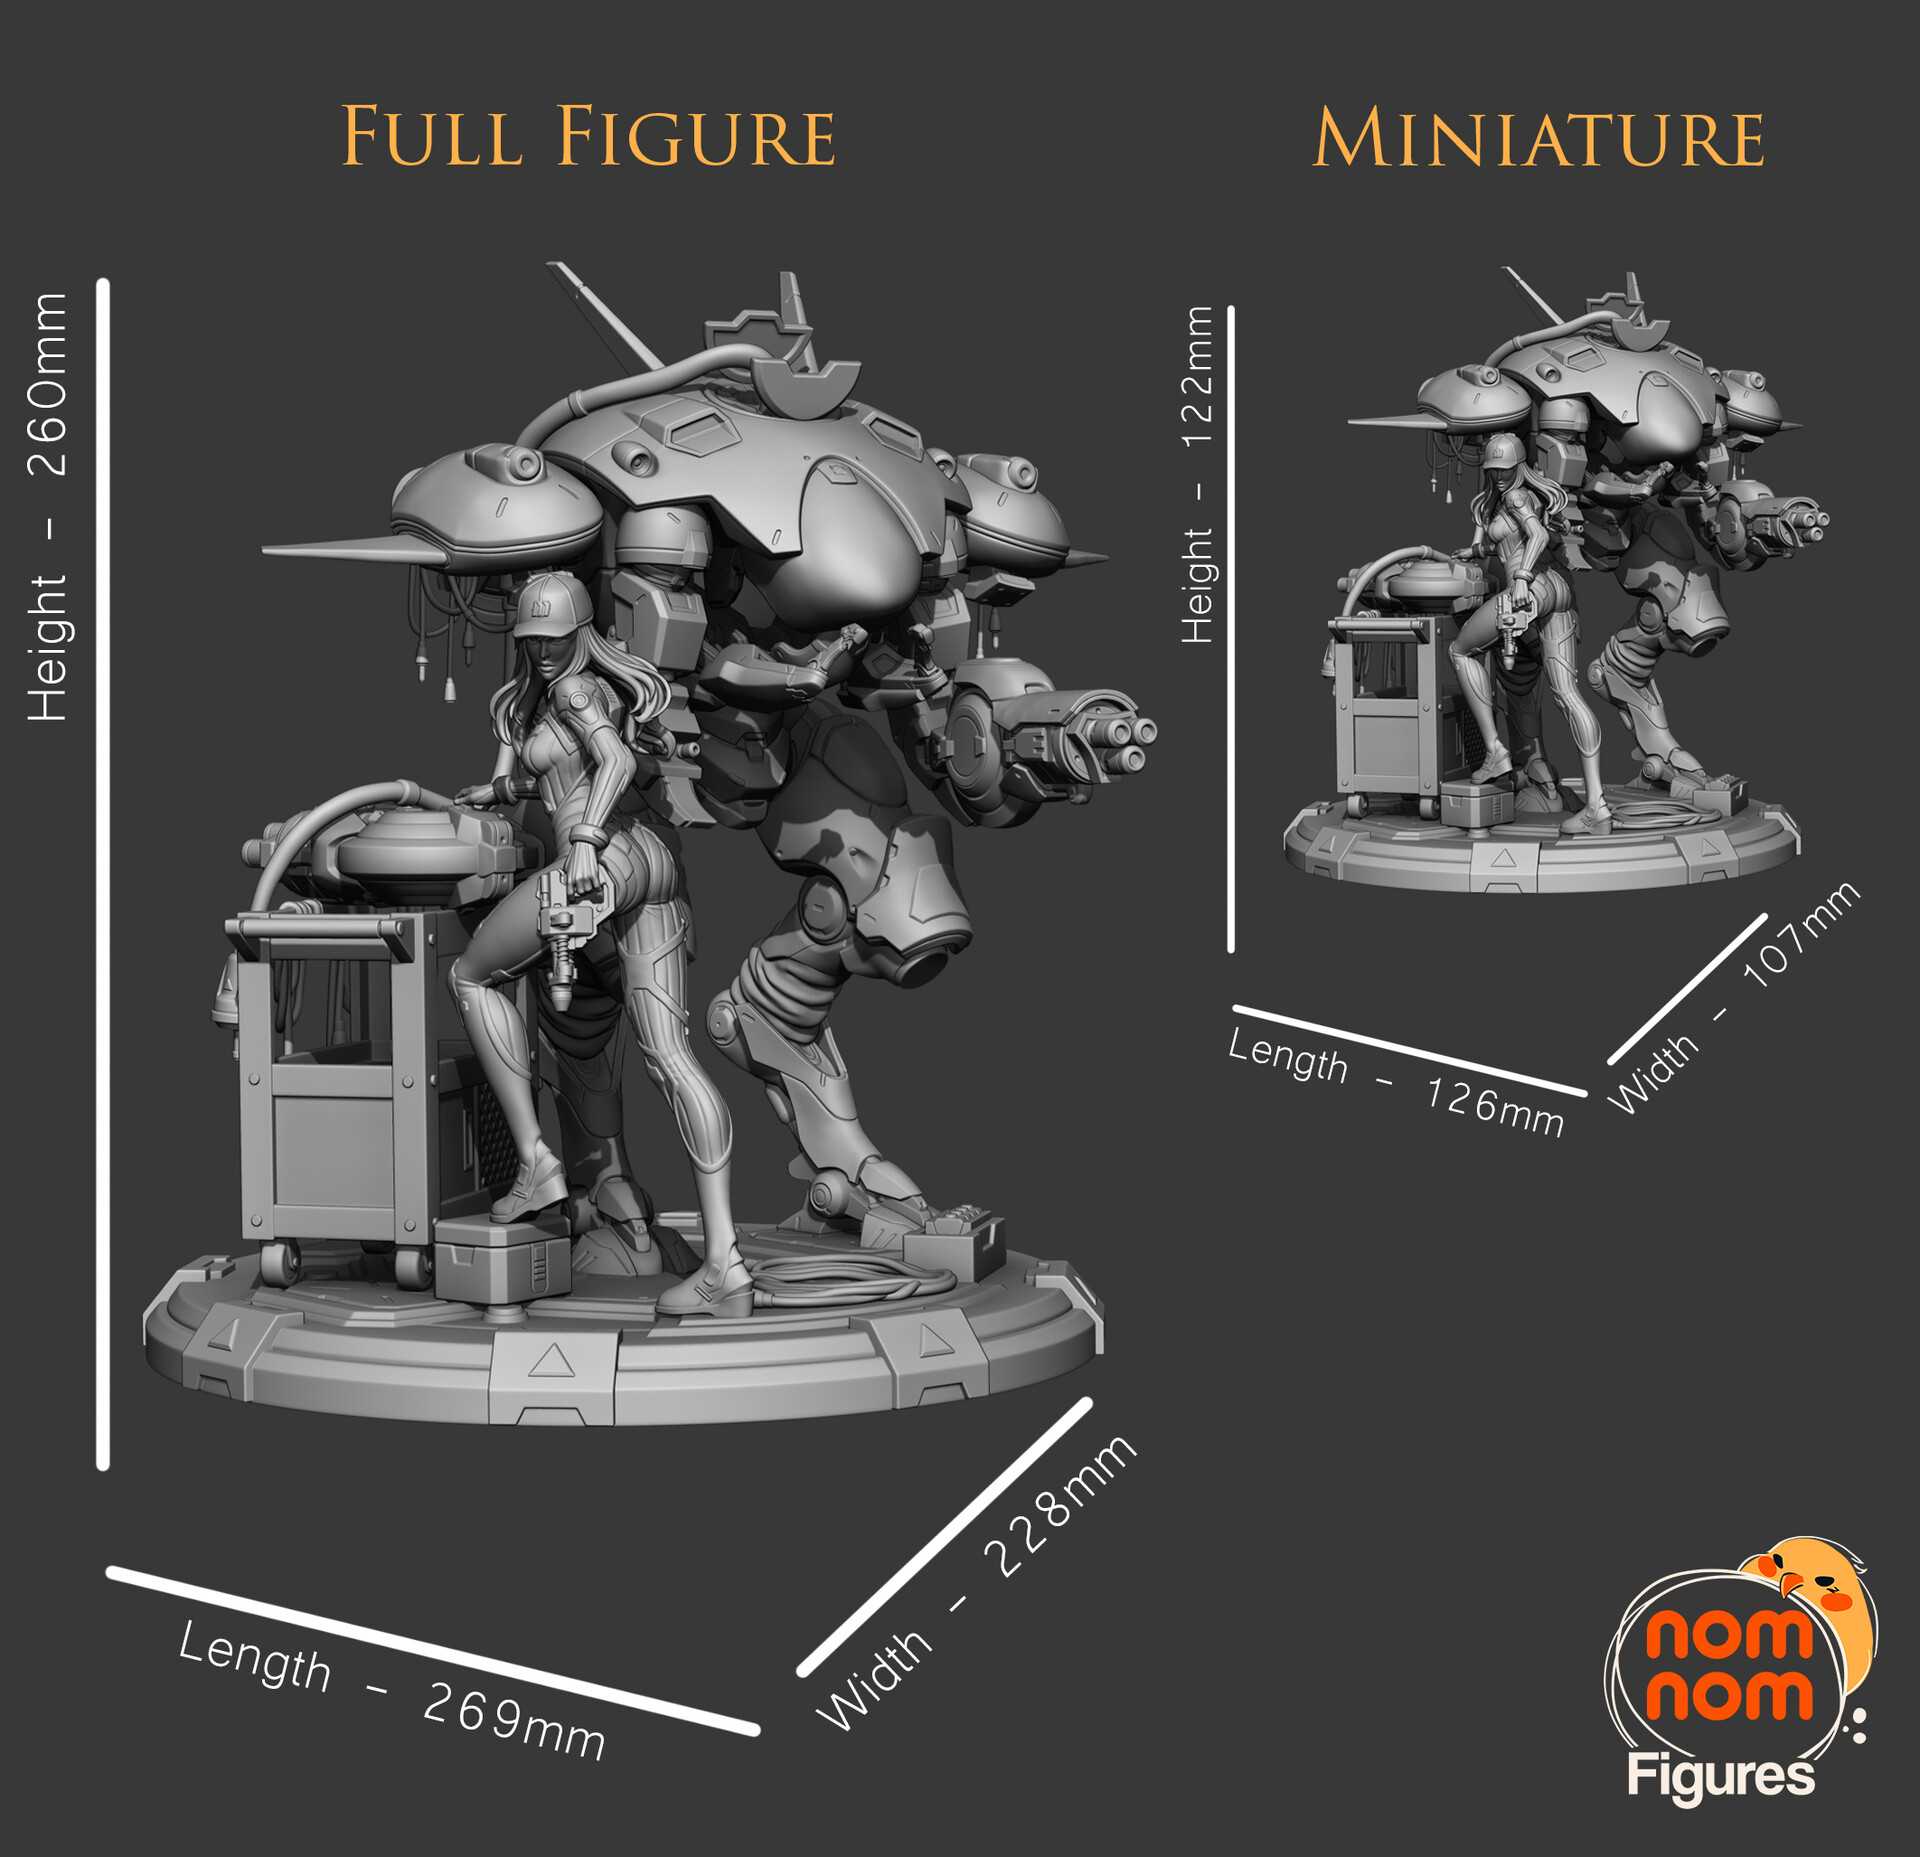 FULL FIGURE
Height - 260mm
Length - 269mm
Width - 228mm
MINIATURE
Height - 122mm
Length - 126mm
Width - 107mm
nom
nom
Figures